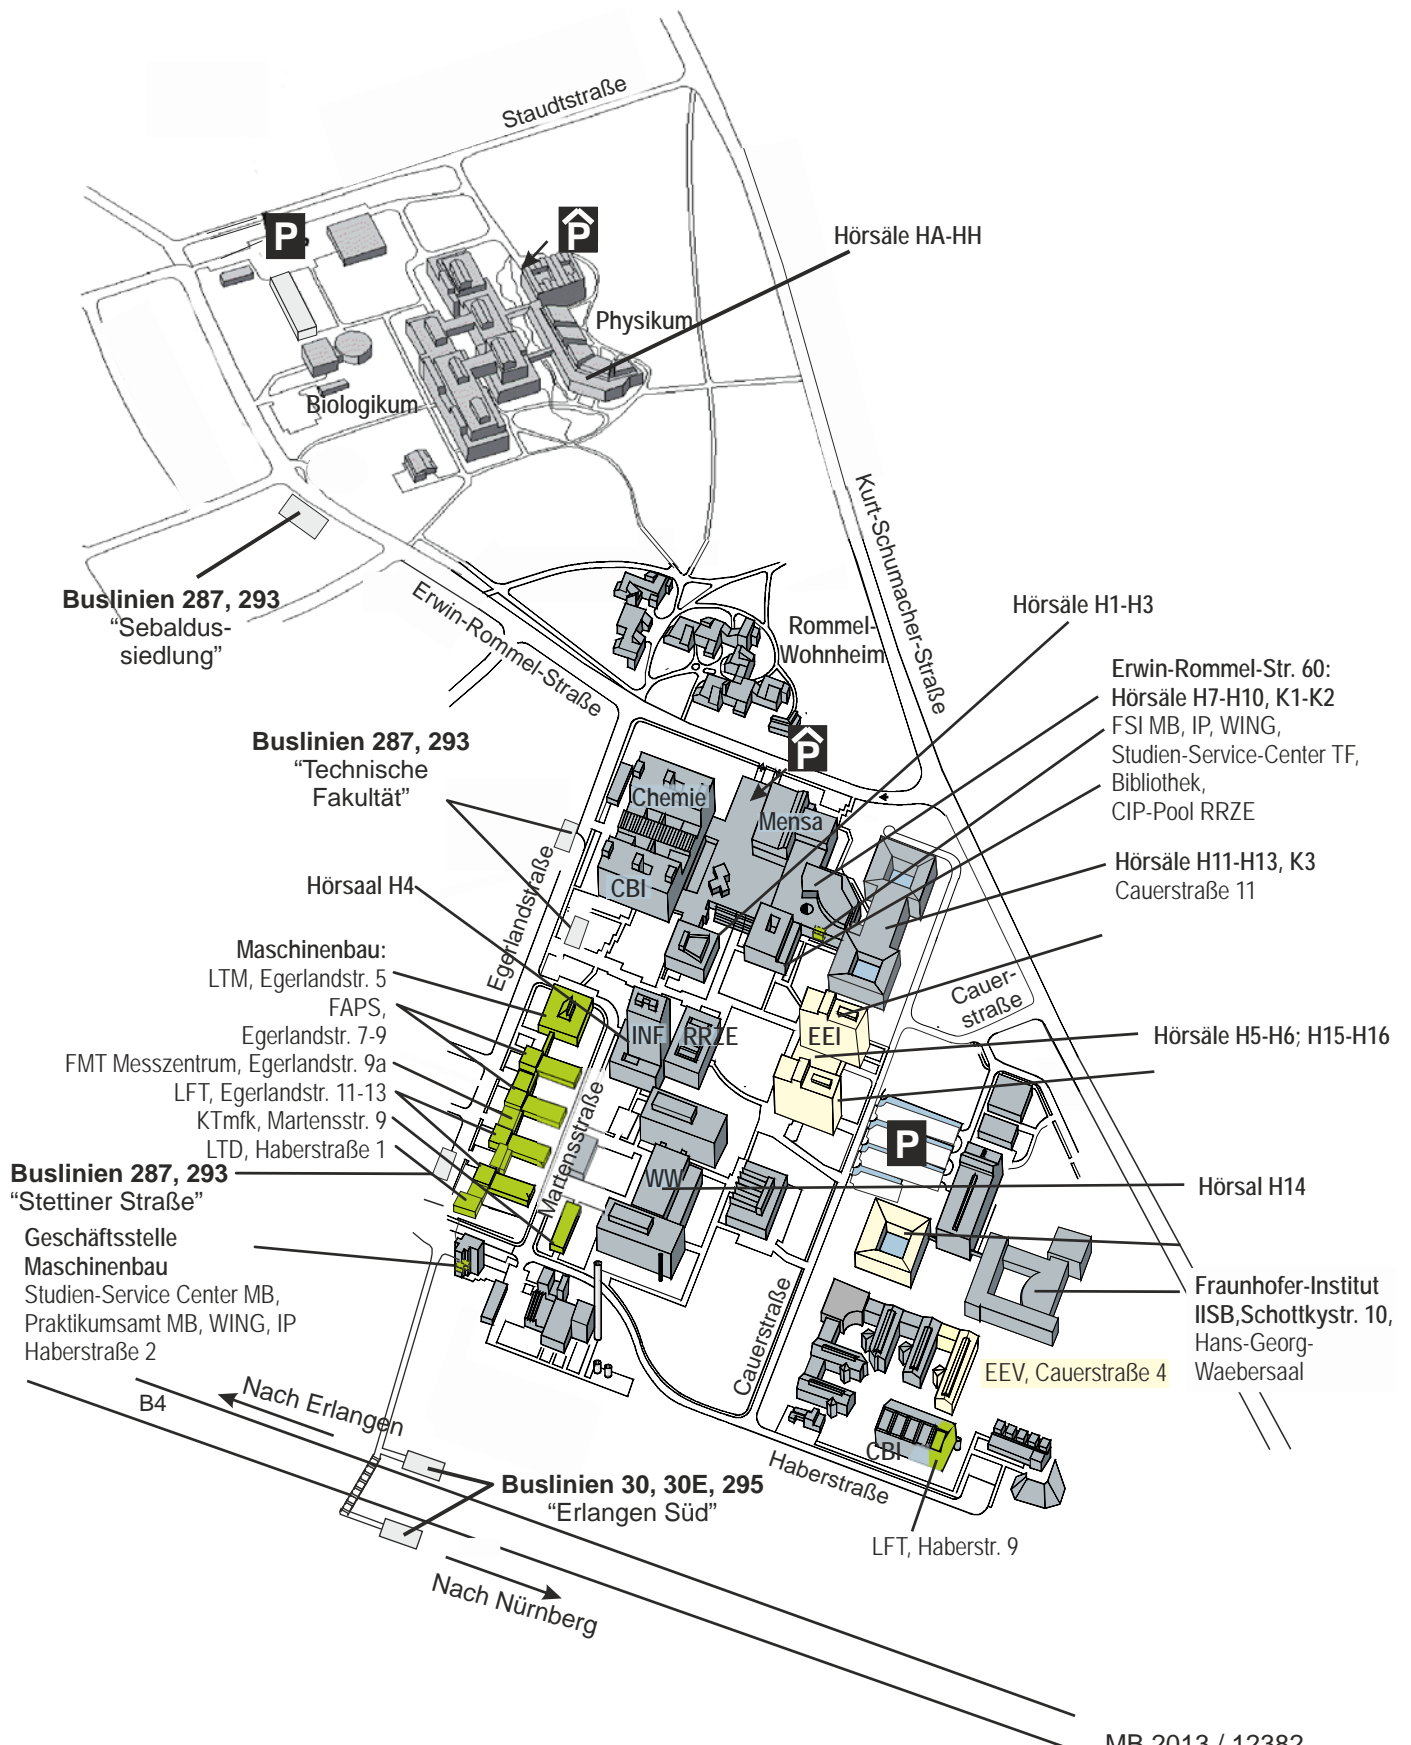 Staudtstraße
P
P
Hörsäle HA-HH
Physikum
Biologikum
Kurt-Schumacher-Straße
Buslinien 287, 293
“Sebaldus-
siedlung”
Erwin-Rommel-Straße
Rommel-
Wohnheim
Hörsäle H1-H3
Erwin-Rommel-Str. 60:
Hörsäle H7-H10, K1-K2
FSI MB, IP, WING,
Studien-Service-Center TF,
Bibliothek,
CIP-Pool RRZE
Buslinien 287, 293
“Technische
Fakultät”
P
Chemie
Mensa
CBI
Hörsäle H11-H13, K3
Cauerstraße 11
Egerlandstraße
Hörsaal H4
Maschinenbau:
LTM, Egerlandstr. 5
FAPS,
Egerlandstr. 7-9
FMT Messzentrum, Egerlandstr. 9a
LFT, Egerlandstr. 11-13
KTmfk, Martensstr. 9
LTD, Haberstraße 1
Cauer-
straße
INF
RRZE
EEI
Hörsäle H5-H6; H15-H16
Martensstraße
P
Buslinien 287, 293
“Stettiner Straße”
WW
Hörsal H14
Geschäftsstelle
Maschinenbau
Studien-Service Center MB,
Praktikumsamt MB, WING, IP
Haberstraße 2
Fraunhofer-Institut
IISB,Schottkystr. 10,
Hans-Georg-
Waebersaal
Cauerstraße
EEV, Cauerstraße 4
B4
Nach Erlangen
CBI
Haberstraße
Buslinien 30, 30E, 295
“Erlangen Süd”
LFT, Haberstr. 9
Nach Nürnberg
MB 2013 / 12382